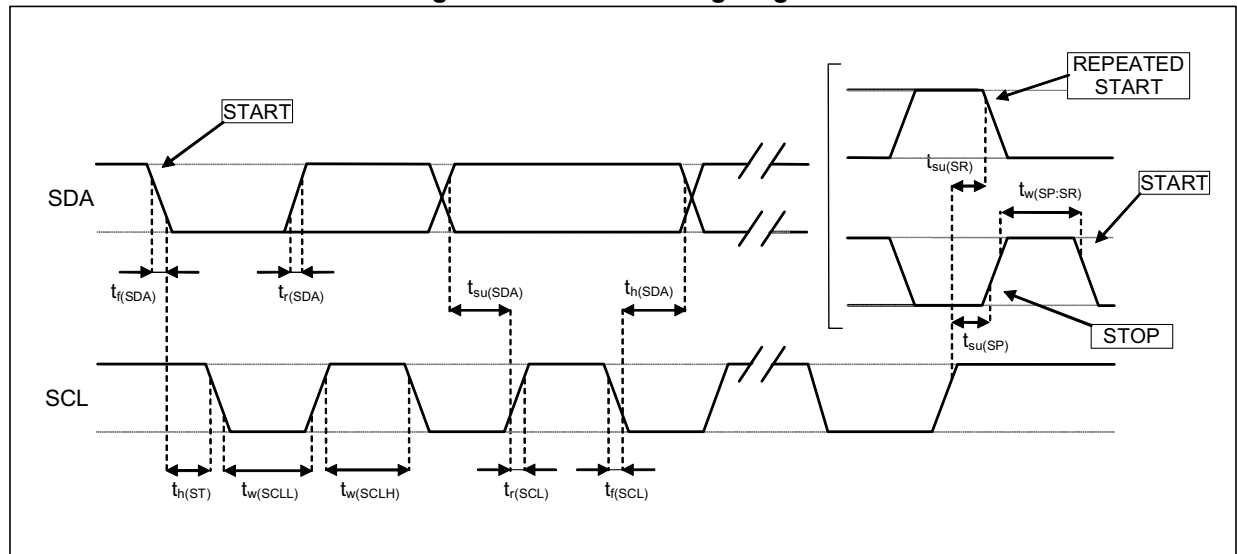 REPEATED
START
START
SDA
tsu(SR)
tw(SP:SR)
START
tf(SDA)
tr(SDA)
tsu(SDA)
th(SDA)
tsu(SP)
STOP
SCL
th(ST)
tw(SCLL)
tw(SCLH)
tr(SCL)
tf(SCL)